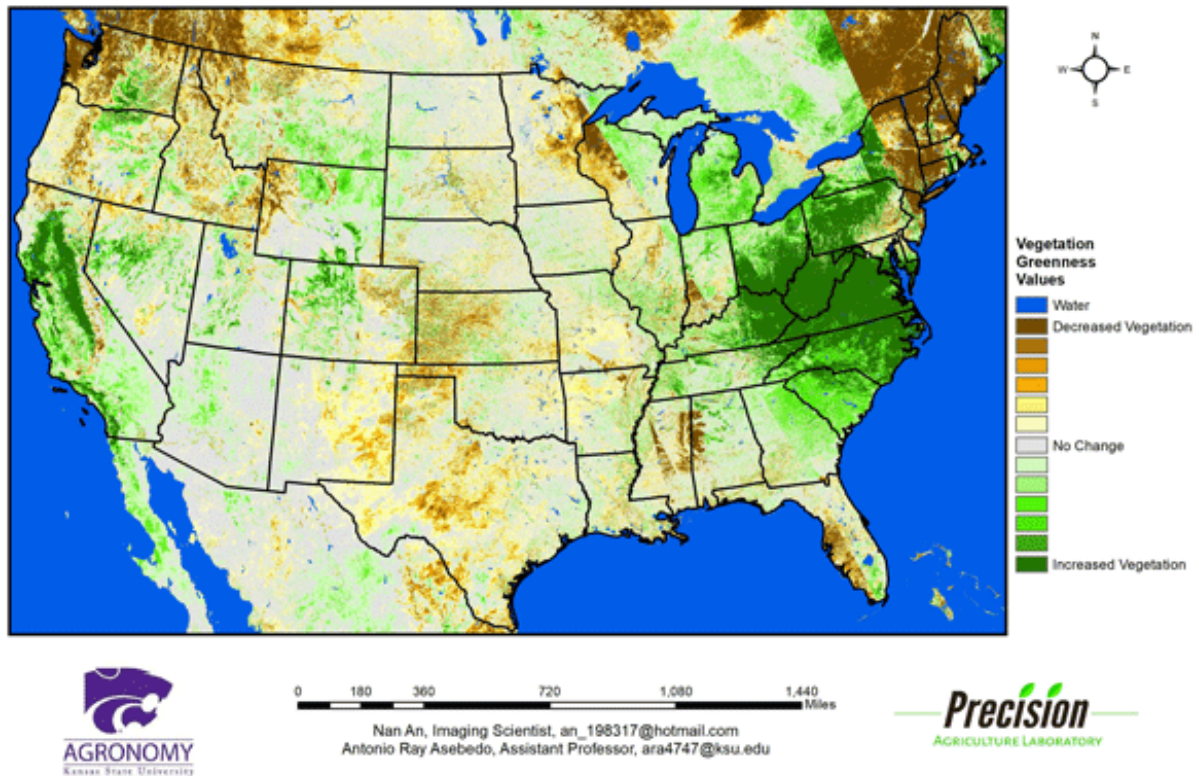 N
W E
S
Vegetation
Greenness
Values
Water
Decreased Vegetation
No Change
Increased Vegetation
0 180 360 720 1,080 1,440
Miles
Nan An, Imaging Scientist, an_198317@hotmail.com
Antonio Ray Asebedo, Assistant Professor, ara4747@ksu.edu
AGRONOMY
Kansas State University
Precision
AGRICULTURE LABORATORY